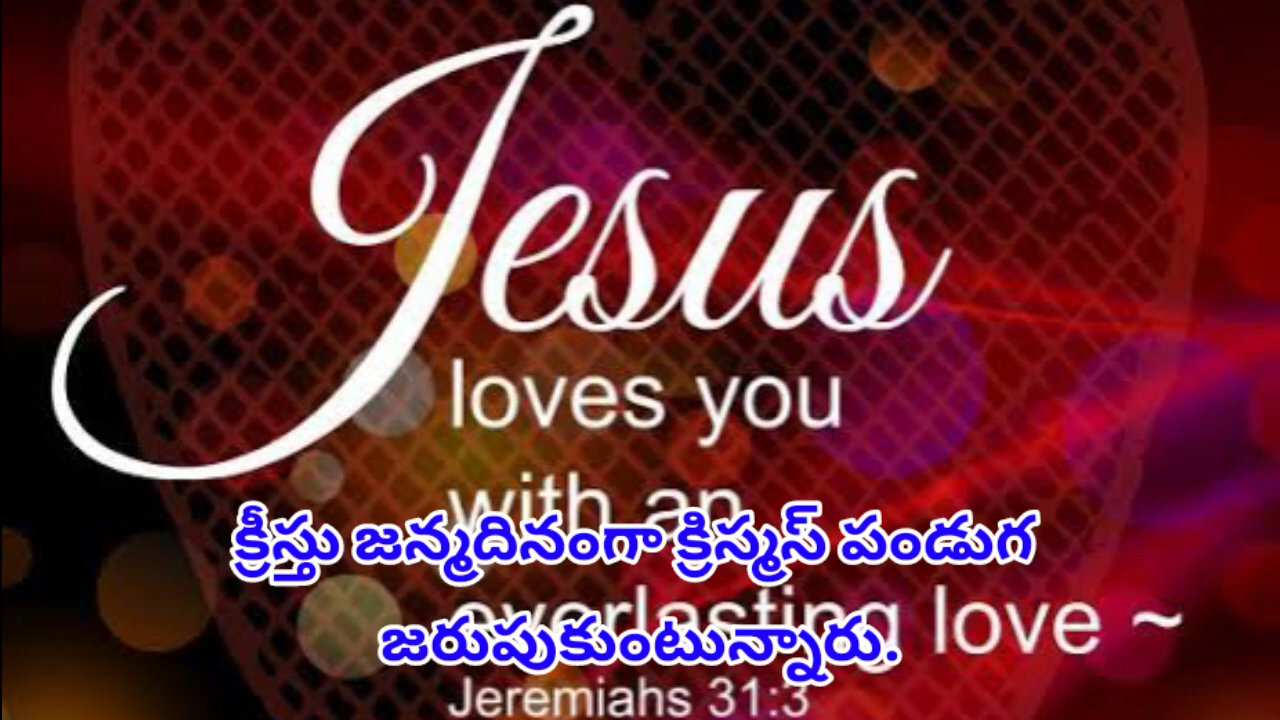 Jesus
loves you
with an
క్రీస్తు జన్మదినంగా క్రిస్మస్ పండుగ
everlasting love ~
జరుపుకుంటున్నారు.
Jeremiahs 31:3